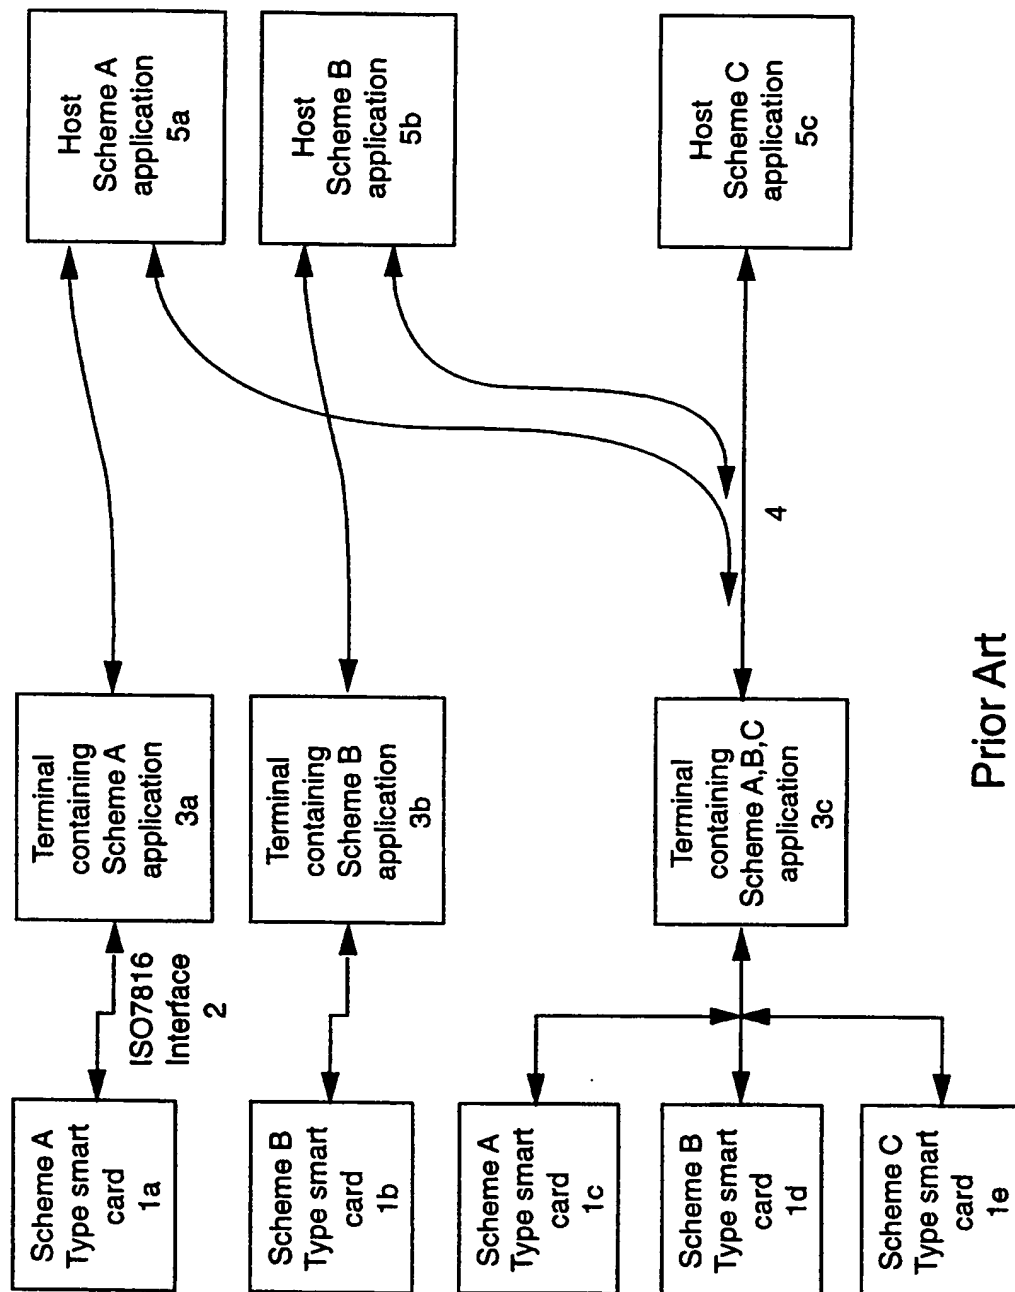 Host
Scheme A
application
5a
Host
Scheme B
application
5b
Host
Scheme C
application
5c
4
Terminal
containing
Scheme A
application
3a
Terminal
containing
Scheme B
application
3b
Terminal
containing
Scheme A,B,C
application
3c
ISO7816
Interface
2
Scheme A
Type smart
card
1a
Scheme B
Type smart
card
1b
Scheme A
Type smart
card
1c
Scheme B
Type smart
card
1d
Scheme C
Type smart
card
1e
Prior Art